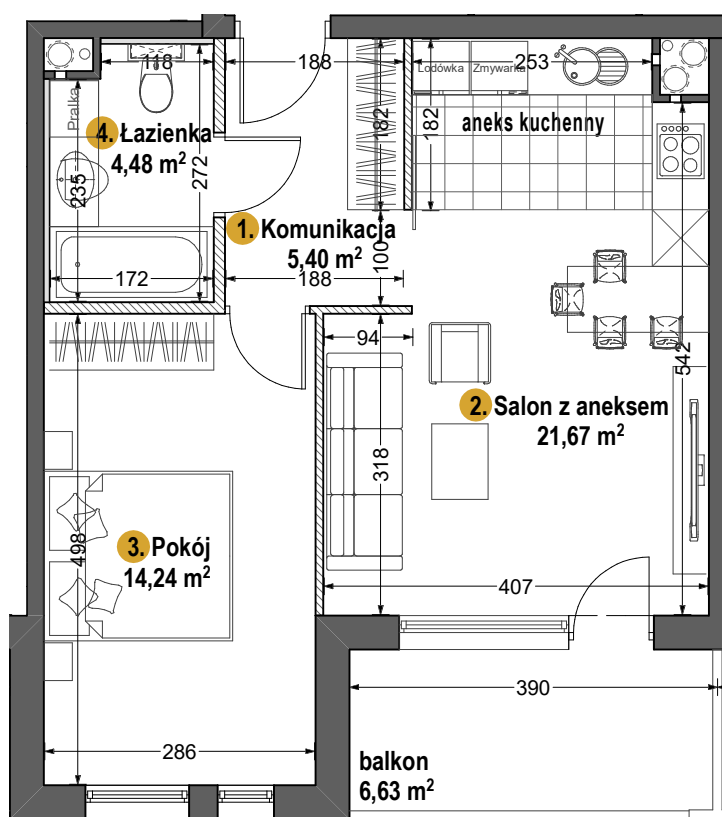 118
188
253
Lodówka
Zmywarka
Pralka
4. Łazienka
4,48 m²
aneks kuchenny
182
182
235
272
1. Komunikacja
5,40 m²
100
172
188
94
542
2. Salon z aneksem
21,67 m²
318
498
3. Pokój
14,24 m²
407
390
286
balkon
6,63 m²